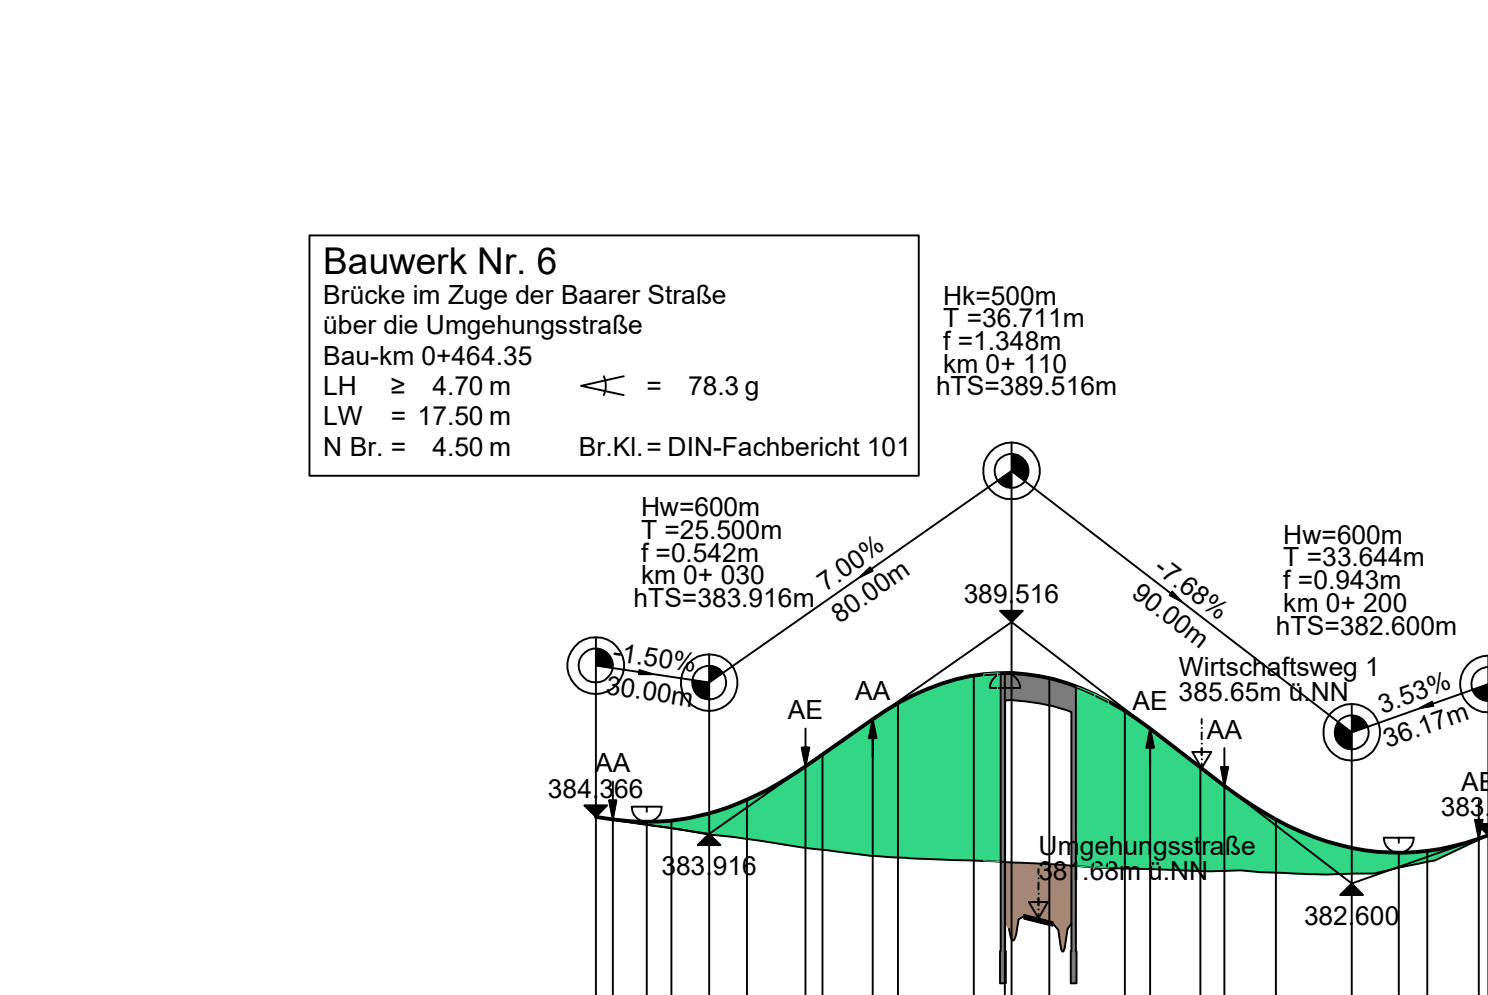 Bauwerk Nr. 6
Brücke im Zuge der Baarer Straße
über die Umgehungsstraße
Bau-km 0+464.35
LH ≥ 4.70 m = 78.3 g
LW = 17.50 m
N Br. = 4.50 m Br.Kl. = DIN-Fachbericht 101
Hk=500m
T =36.711m
f =1.348m
km 0+ 110
hTS=389.516m
Hw=600m
T =25.500m
f =0.542m
km 0+ 030
hTS=383.916m
7.00%
80.00m
389.516
-7.68%
90.00m
Hw=600m
T =33.644m
f =0.943m
km 0+ 200
hTS=382.600m
-1.50%
30.00m
Wirtschaftsweg 1
385.65m ü.NN
3.53%
36.17m
AA
384.366
AE
AA
AE
AA
AE
383.
383.916
Umgehungsstraße
381.68m ü.NN
382.600